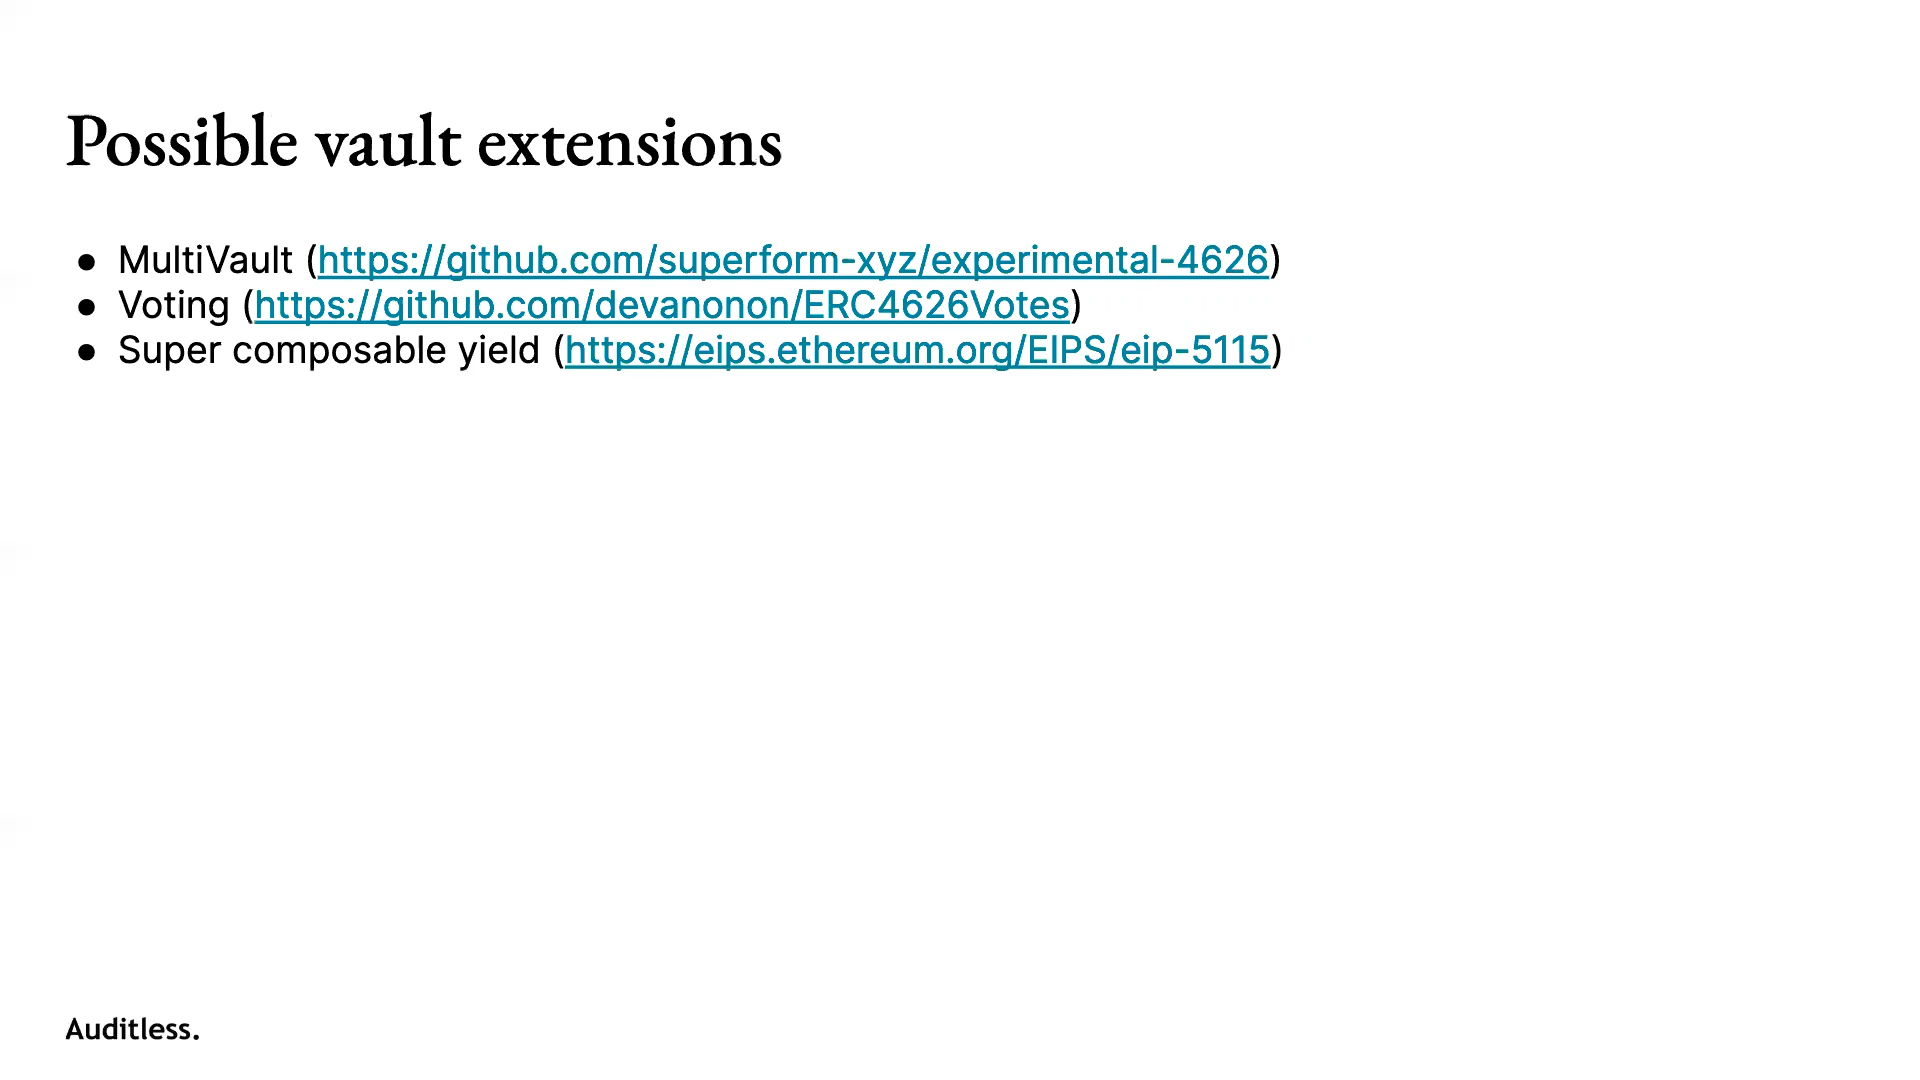 Possible vault extensions
● MultiVault (https://github.com/superform-xyz/experimental-4626)
● Voting (https://github.com/devanonon/ERC4626Votes)
● Super composable yield (https://eips.ethereum.org/EIPS/eip-5115)
Auditless.